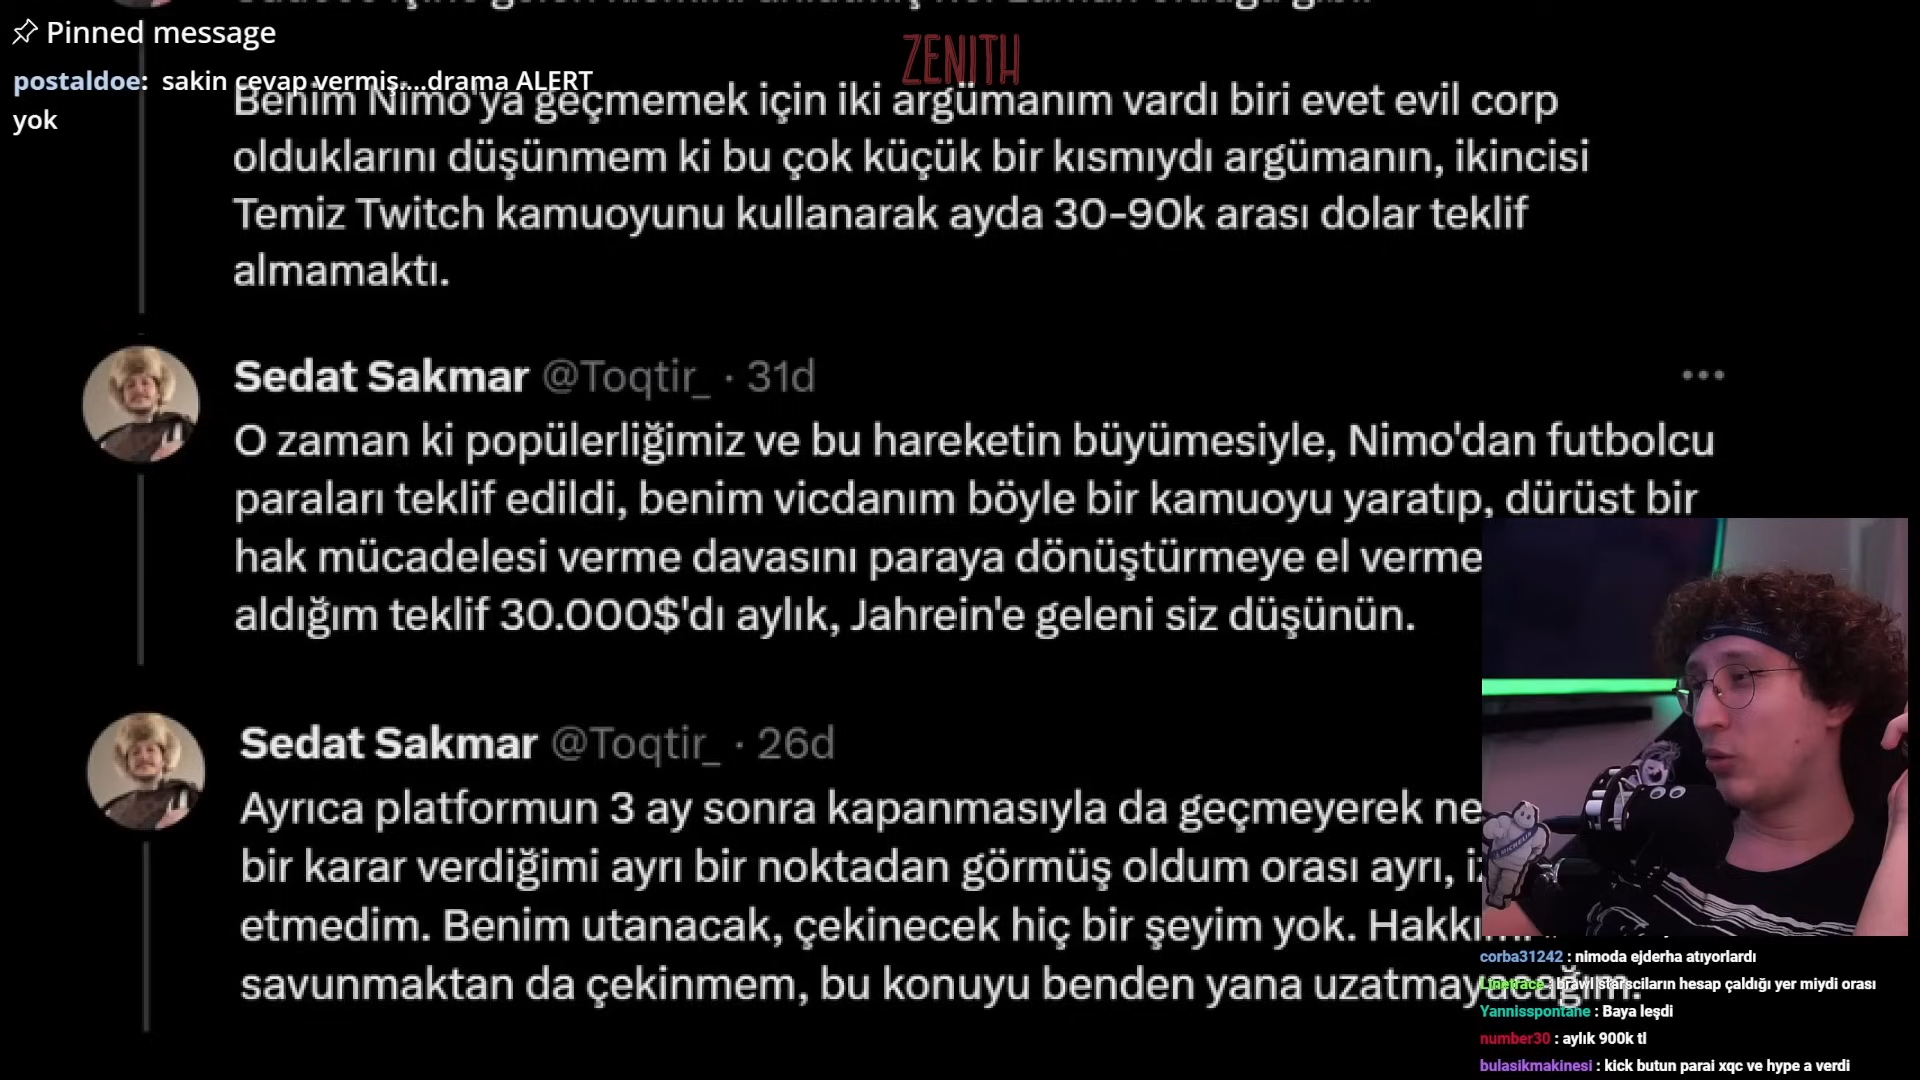 Pinned message
postaldoe: sakin cevap vermiş....drama ALERT
yok
ZENITH
Benim Nimo'ya geçmemek için iki argümanım vardı biri evet evil corp
olduklarını düşünmem ki bu çok küçük bir kısmıydı argümanın, ikincisi
Temiz Twitch kamuoyunu kullanarak ayda 30-90k arası dolar teklif
almamaktı.
Sedat Sakmar @Toqtir_ · 31d
O zaman ki popülerliğimiz ve bu hareketin büyümesiyle, Nimo'dan futbolcu
paraları teklif edildi, benim vicdanım böyle bir kamuoyu yaratıp, dürüst bir
hak mücadelesi verme davasını paraya dönüştürmeye el verme
aldığım teklif 30.000$'dı aylık, Jahrein'e geleni siz düşünün.
Sedat Sakmar @Toqtir_ · 26d
Ayrıca platformun 3 ay sonra kapanmasıyla da geçmeyerek ne
bir karar verdiğimi ayrı bir noktadan görmüş oldum orası ayrı,
etmedim. Benim utanacak, çekinecek hiç bir şeyim yok.
savunmaktan da çekinmem, bu konuyu benden yana uzatmayacağım.
MICHELIN
corba31242 : nimoda ejderha atıyorlardı
: brawl starscıların hesap çaldığı yer miydi orası
Yannisspontane : Baya leşdi
number30 : aylık 900k tl
bulasikmakinesi : kick butun parai xqc ve hype a verdi